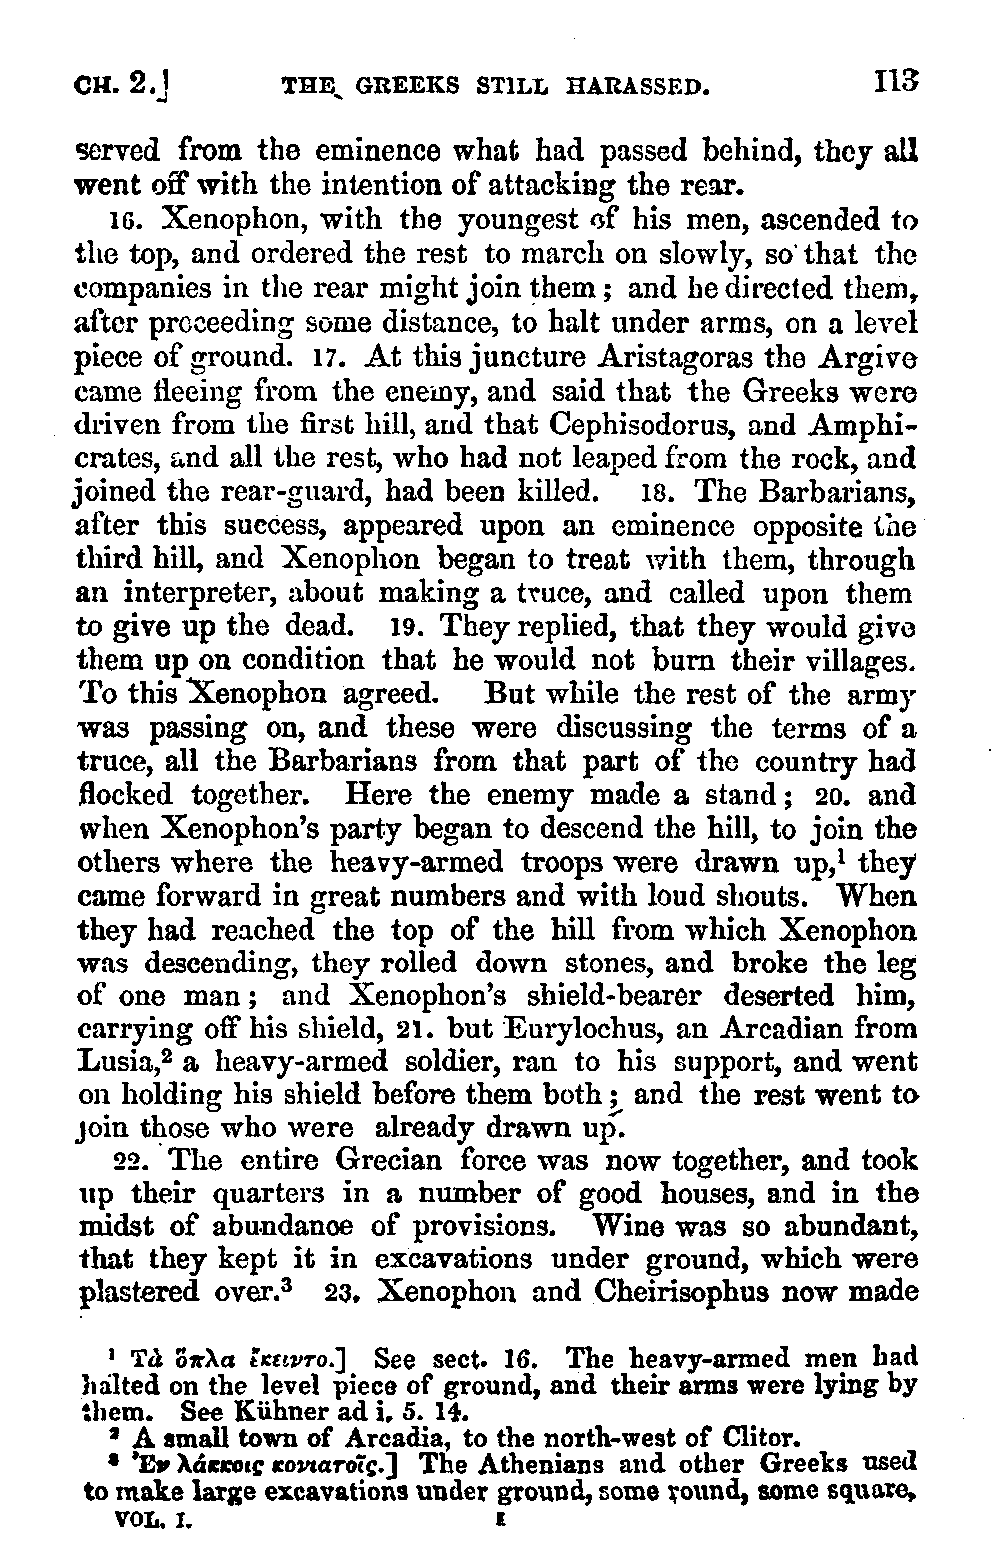 CH. 2.] THE GREEKS STILL HARASSED. 113
served from the eminence what had passed behind, they all
went off with the intention of attacking the rear.
16. Xenophon, with the youngest of his men, ascended to
the top, and ordered the rest to march on slowly, so that the
companies in the rear might join them; and he directed them,
after proceeding some distance, to halt under arms, on a level
piece of ground. 17. At this juncture Aristagoras the Argive
came fleeing from the enemy, and said that the Greeks were
driven from the first hill, and that Cephisodorus, and Amphi-
crates, and all the rest, who had not leaped from the rock, and
joined the rear-guard, had been killed. 18. The Barbarians,
after this success, appeared upon an eminence opposite the
third hill, and Xenophon began to treat with them, through
an interpreter, about making a truce, and called upon them
to give up the dead. 19. They replied, that they would give
them up on condition that he would not burn their villages.
To this Xenophon agreed. But while the rest of the army
was passing on, and these were discussing the terms of a
truce, all the Barbarians from that part of the country had
flocked together. Here the enemy made a stand; 20. and
when Xenophon's party began to descend the hill, to join the
others where the heavy-armed troops were drawn up,¹ they
came forward in great numbers and with loud shouts. When
they had reached the top of the hill from which Xenophon
was descending, they rolled down stones, and broke the leg
of one man; and Xenophon's shield-bearer deserted him,
carrying off his shield, 21. but Eurylochus, an Arcadian from
Lusia,² a heavy-armed soldier, ran to his support, and went
on holding his shield before them both; and the rest went to
join those who were already drawn up.
22. The entire Grecian force was now together, and took
up their quarters in a number of good houses, and in the
midst of abundance of provisions. Wine was so abundant,
that they kept it in excavations under ground, which were
plastered over.³ 23. Xenophon and Cheirisophus now made
¹ Τὰ ὅπλα ἔκειντο.] See sect. 16. The heavy-armed men had
halted on the level piece of ground, and their arms were lying by
them. See Kühner ad i. 5. 14.
² A small town of Arcadia, to the north-west of Clitor.
³ Ἐν λάκκοις κονιατοῖς.] The Athenians and other Greeks used
to make large excavations under ground, some round, some square,
VOL. I. I